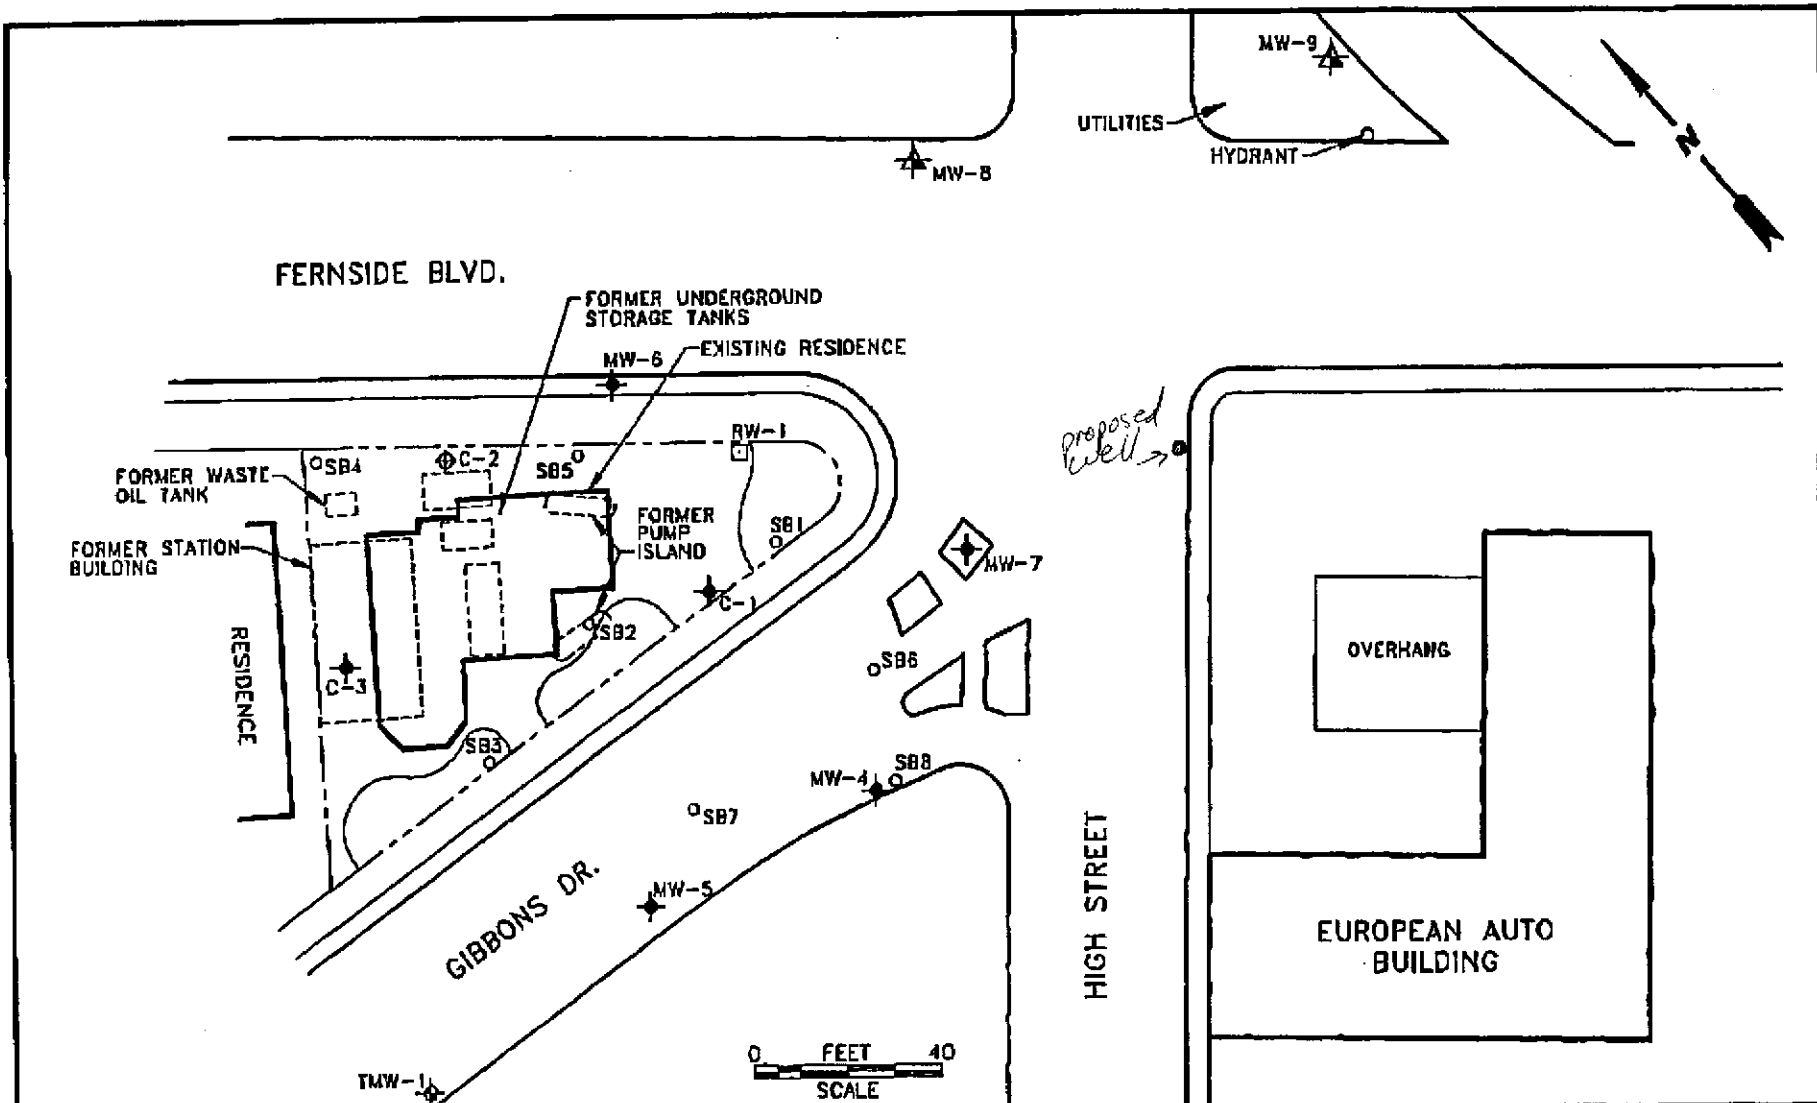 MW-9
UTILITIES
HYDRANT
MW-8
N
FERNSIDE BLVD.
FORMER UNDERGROUND
STORAGE TANKS
EXISTING RESIDENCE
MW-6
proposed
well
RW-1
SB4
C-2
SB5
FORMER WASTE
OIL TANK
FORMER
PUMP
ISLAND
SB1
FORMER STATION
BUILDING
MW-7
C-1
SB2
RESIDENCE
C-3
SB6
OVERHANG
SB3
MW-4
SB8
SB7
MW-5
GIBBONS DR.
HIGH STREET
EUROPEAN AUTO
BUILDING
0 FEET 40
SCALE
TMW-1